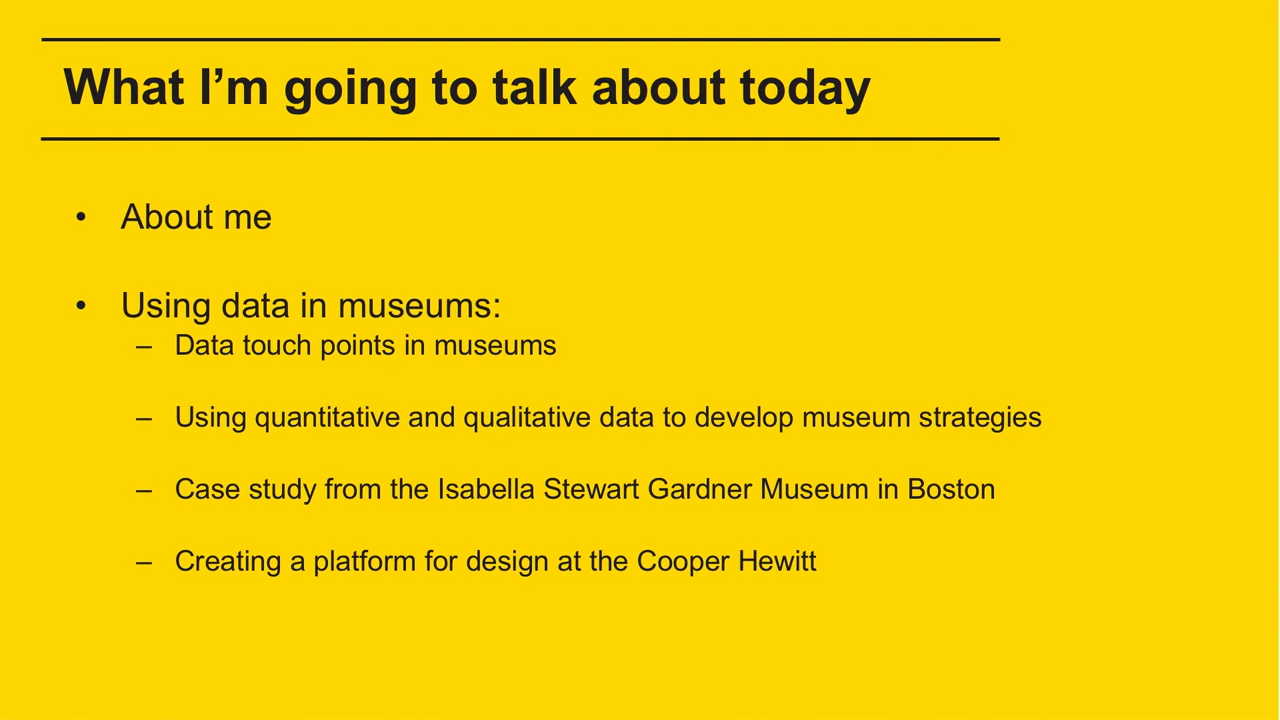 What I’m going to talk about today
• About me
• Using data in museums:
– Data touch points in museums
– Using quantitative and qualitative data to develop museum strategies
– Case study from the Isabella Stewart Gardner Museum in Boston
– Creating a platform for design at the Cooper Hewitt